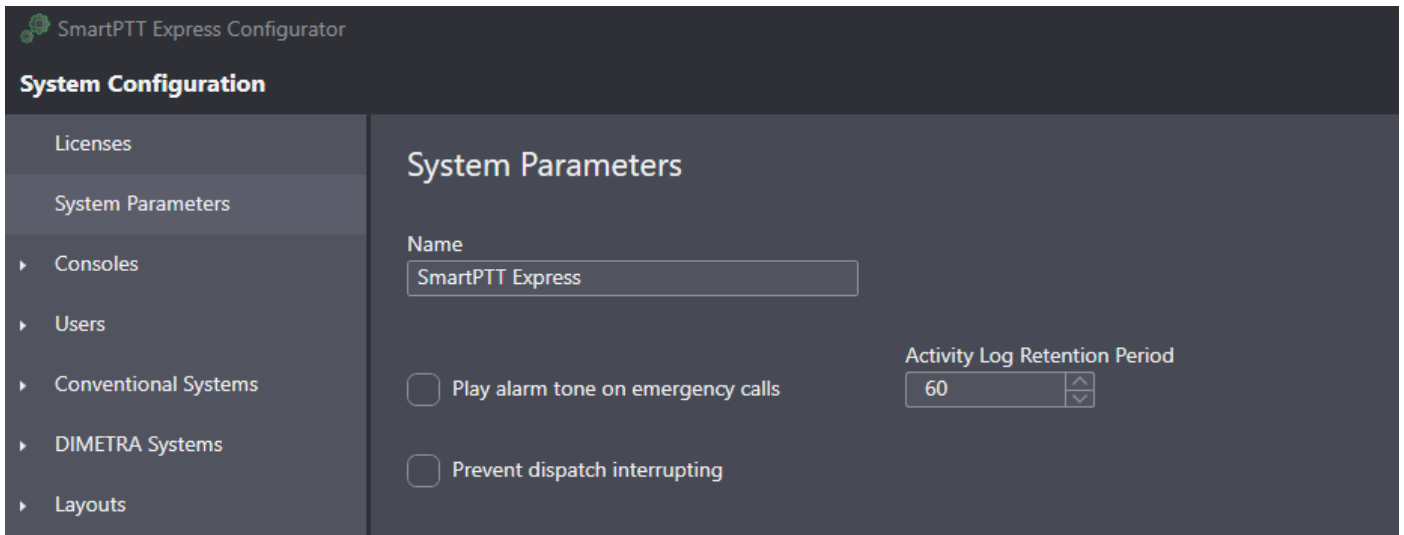 SmartPTT Express Configurator
System Configuration
Licenses
System Parameters
Consoles
Users
Conventional Systems
DIMETRA Systems
Layouts
System Parameters
Name
SmartPTT Express
Activity Log Retention Period
Play alarm tone on emergency calls
60
Prevent dispatch interrupting